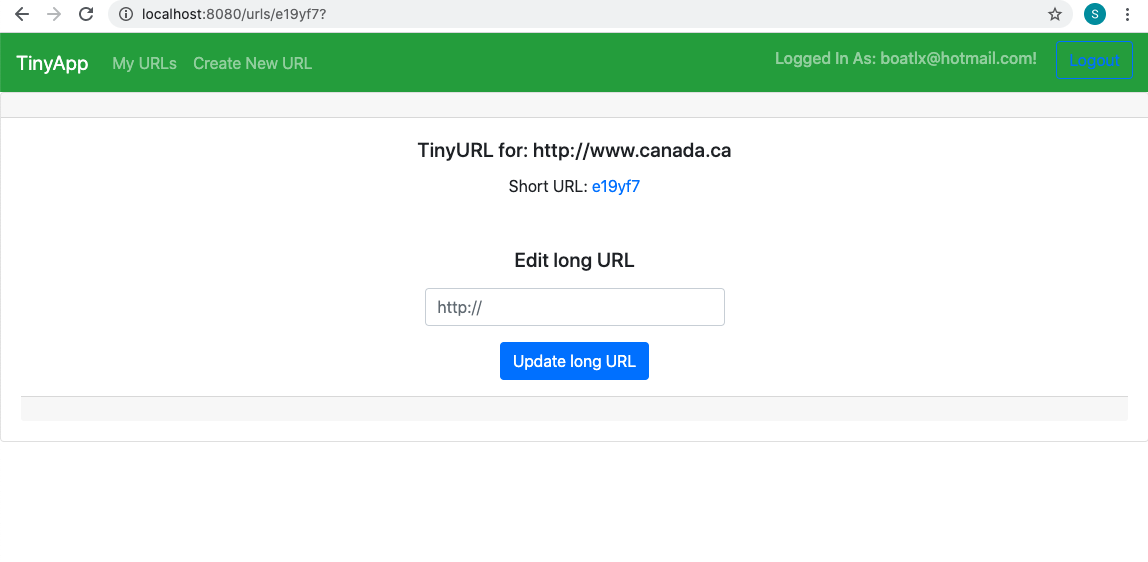 localhost:8080/urls/e19yf7?
S
TinyApp My URLs Create New URL Logged In As: boatlx@hotmail.com! Logout
TinyURL for: http://www.canada.ca
Short URL: e19yf7
Edit long URL
http://
Update long URL